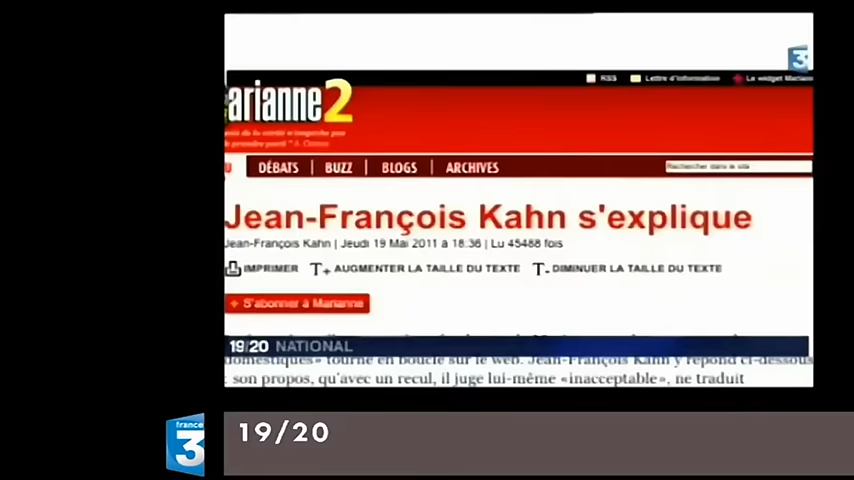 3
RSS Lettre d'information Le widget Marianne
arianne2
DÉBATS | BUZZ | BLOGS | ARCHIVES
Rechercher dans le site
Jean-François Kahn s'explique
Jean-François Kahn | Jeudi 19 Mai 2011 à 18:36 | Lu 45488 fois
IMPRIMER T+ AUGMENTER LA TAILLE DU TEXTE T- DIMINUER LA TAILLE DU TEXTE
+ S'abonner à Marianne
19/20 NATIONAL
domestiques» tourne en boucle sur le web. Jean-François Kahn y répond ci-dessous
: son propos, qu'avec un recul, il juge lui-même «inacceptable», ne traduit
france
3
19/20